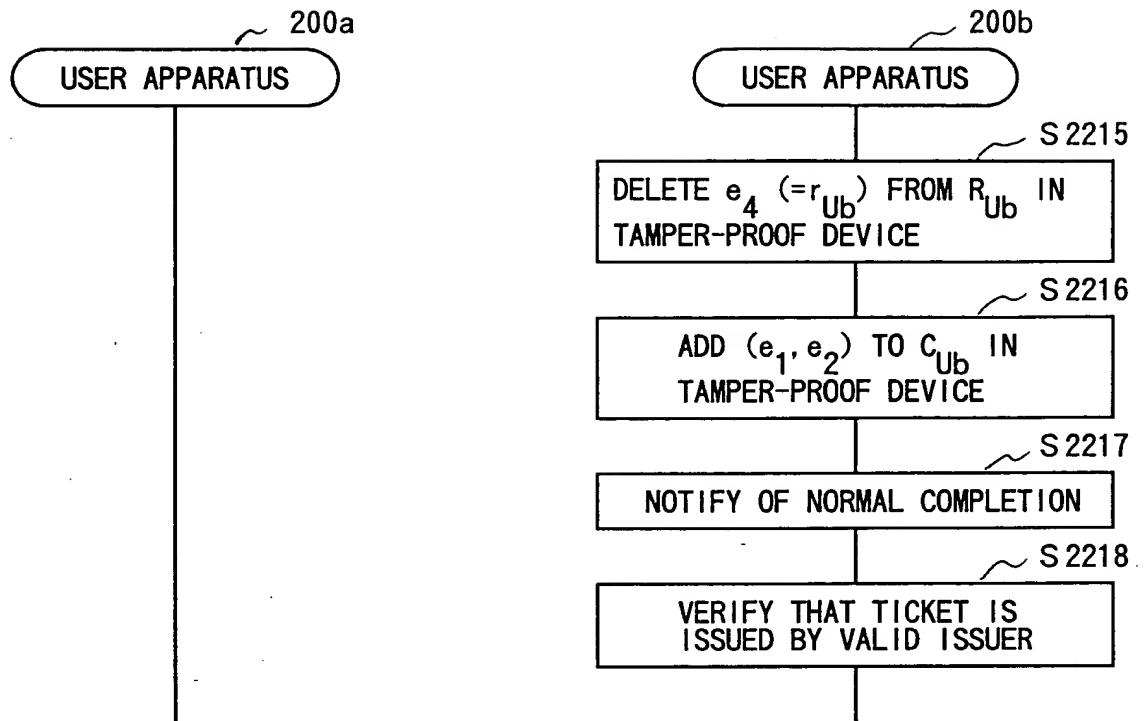 200a
USER APPARATUS
200b
USER APPARATUS
S2215
DELETE e4 (=rUb) FROM RUb IN
TAMPER-PROOF DEVICE
S2216
ADD (e1,e2) TO CUb IN
TAMPER-PROOF DEVICE
S2217
NOTIFY OF NORMAL COMPLETION
S2218
VERIFY THAT TICKET IS
ISSUED BY VALID ISSUER